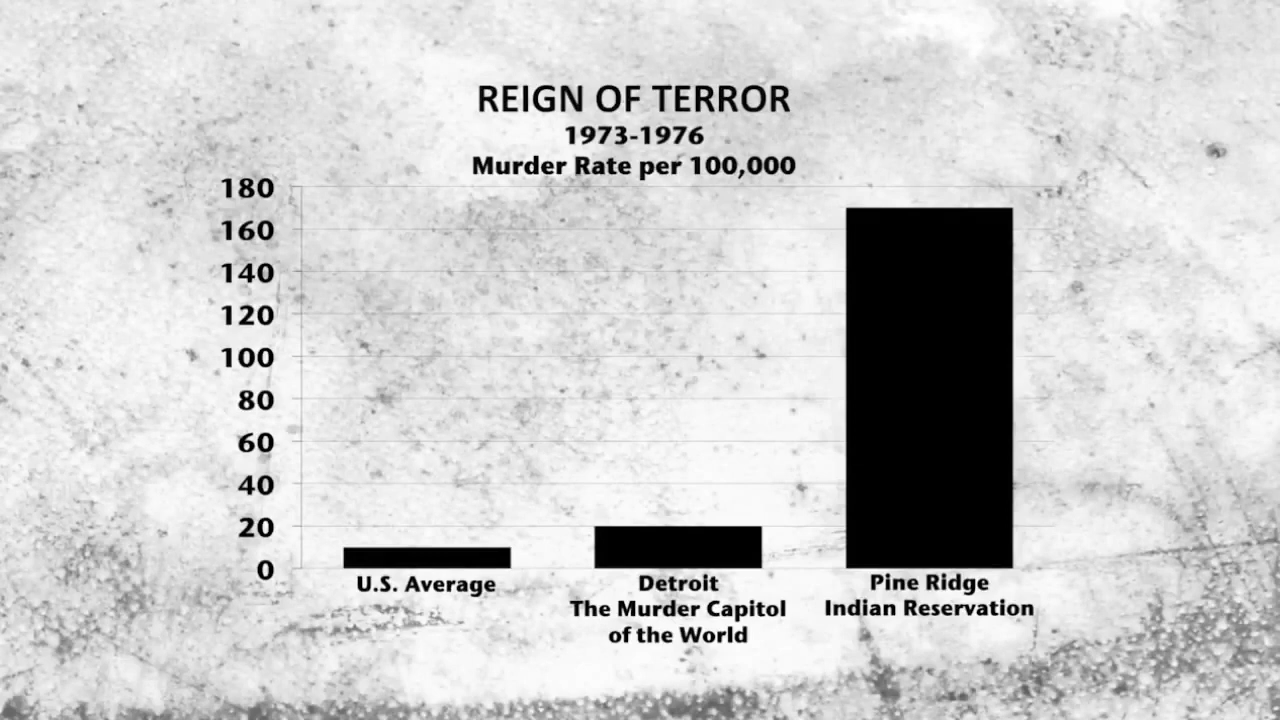 REIGN OF TERROR
1973-1976
Murder Rate per 100,000
180
160
140
120
100
80
60
40
20
0
U.S. Average
Detroit
The Murder Capitol
of the World
Pine Ridge
Indian Reservation